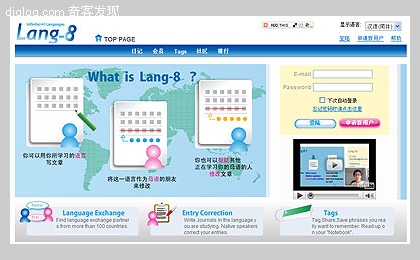 diglog.com 奇客发现
Lang-8
TOP PAGE
显示语言: 汉语(简体)
登陆 申请新用户 帮助
日记 会员 Tags 社区 排行
What is Lang-8 ?
你可以用你所学习的语言
写文章
将这一语言作为母语的朋友
来修改
你也可以帮助其他
正在学习你的母语的人
修改文章
E-mail
Password
下次自动登录
忘记密码时请点击这里
登陆 申请新用户
Language Exchange
Find language exchange partner
s from more than 100 countries.
Entry Correction
Write Journals in the language y
ou are studying. Native speakers
correct your entries.
Tags
Tag,Share,Save phrases you rea
lly want to remember. Read up o
n your "Notebook".